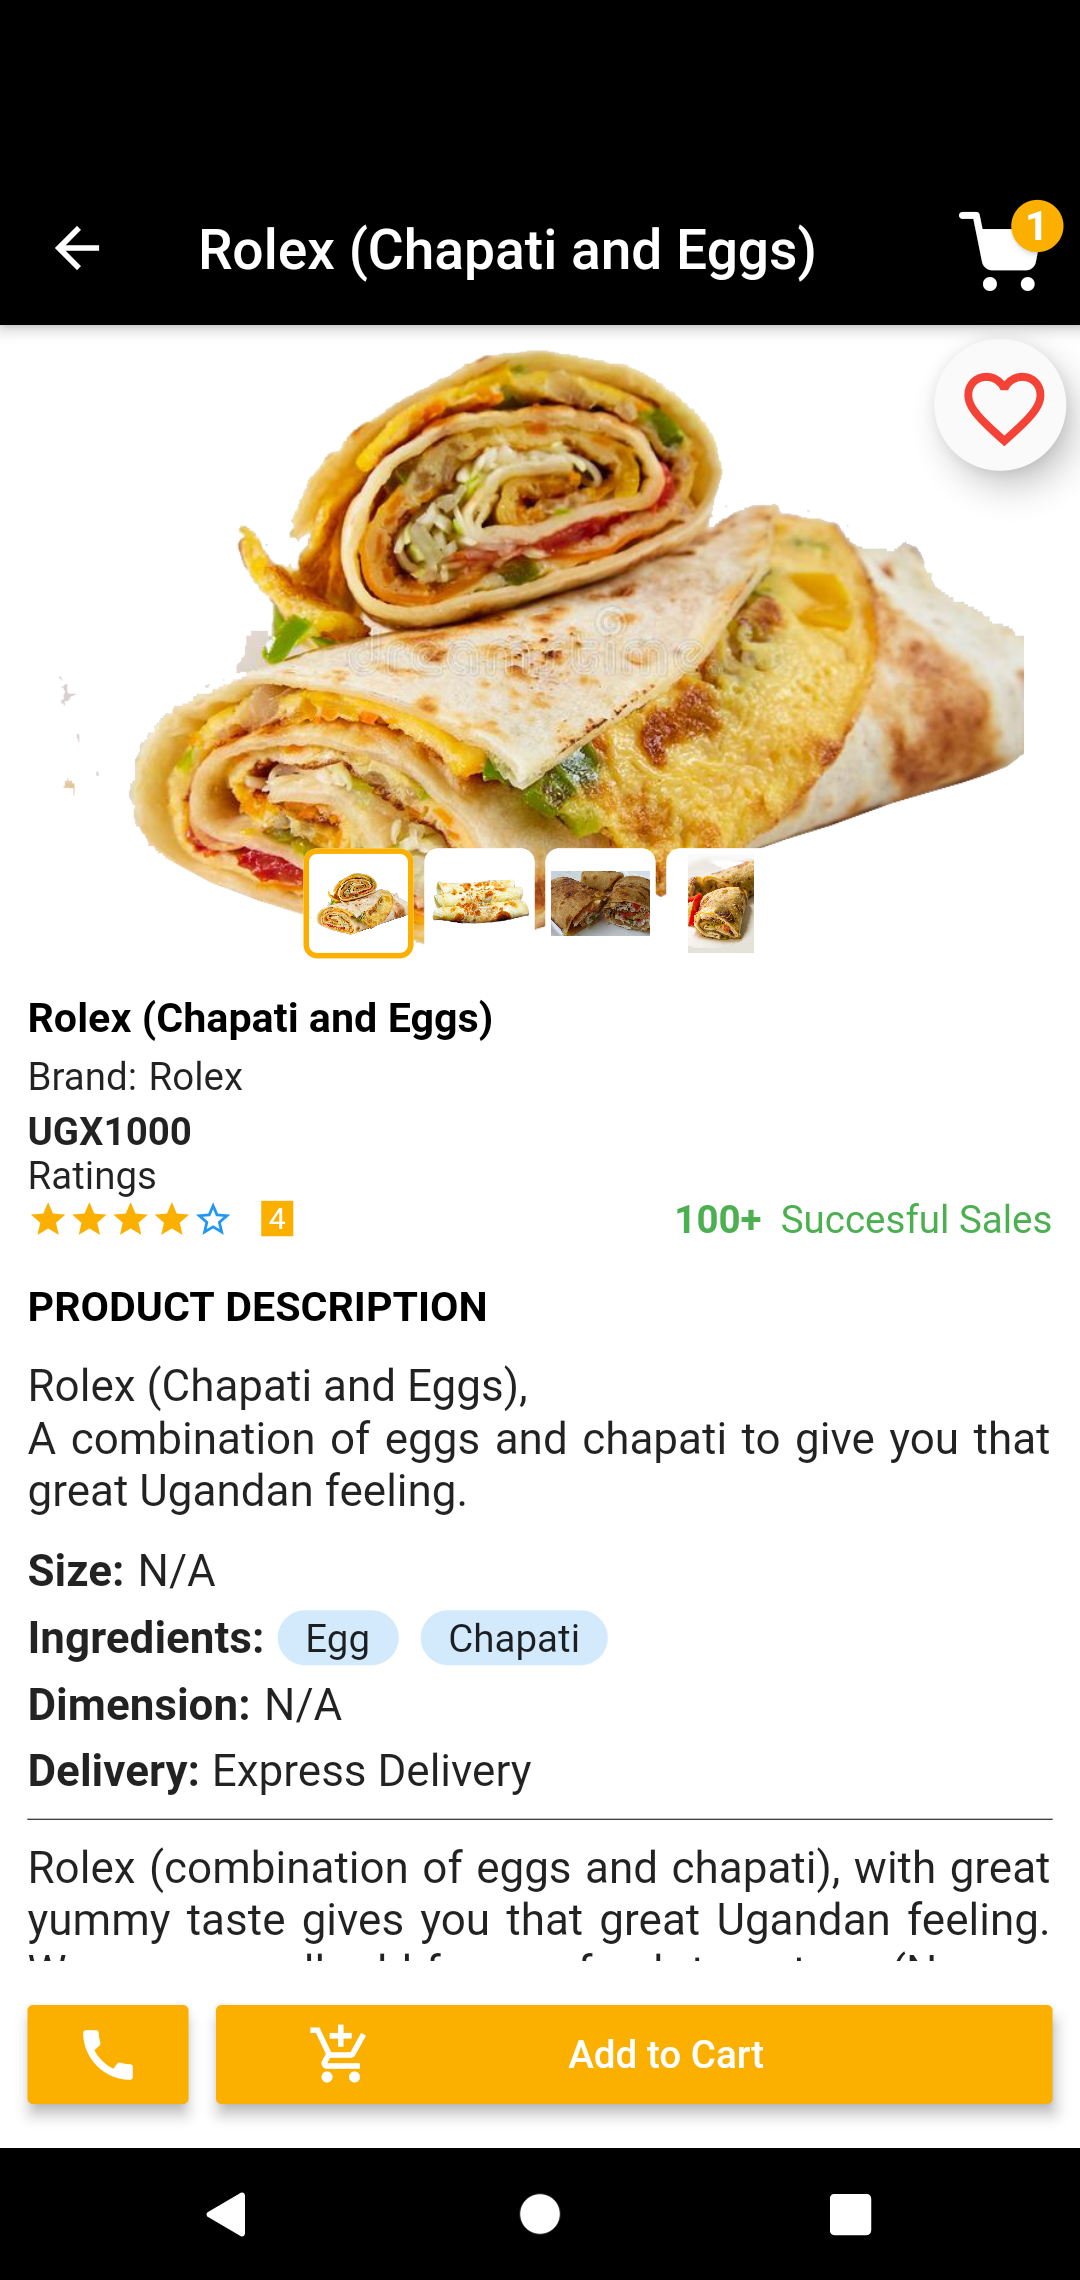 Rolex (Chapati and Eggs)
1
dreamstime
Rolex (Chapati and Eggs)
Brand: Rolex
UGX1000
Ratings
4
100+ Succesful Sales
PRODUCT DESCRIPTION
Rolex (Chapati and Eggs),
A combination of eggs and chapati to give you that
great Ugandan feeling.
Size: N/A
Ingredients: Egg Chapati
Dimension: N/A
Delivery: Express Delivery
Rolex (combination of eggs and chapati), with great
yummy taste gives you that great Ugandan feeling.
Add to Cart